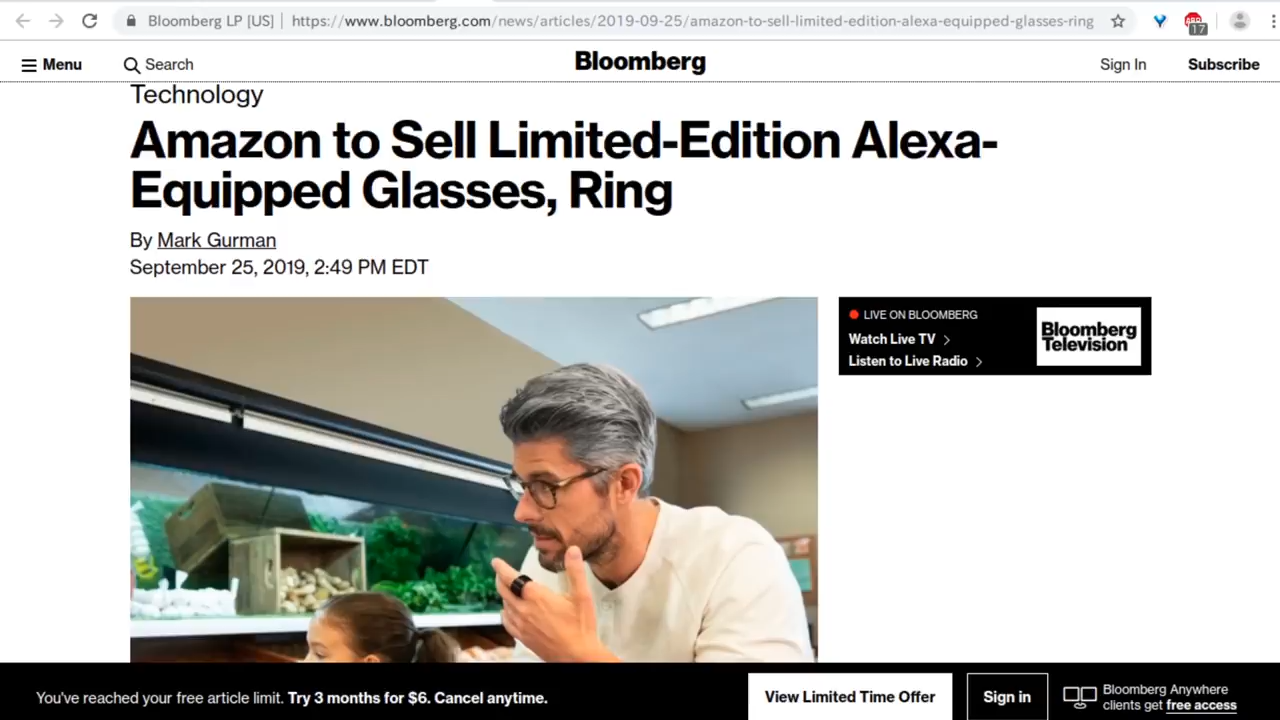 Bloomberg LP [US] | https://www.bloomberg.com/news/articles/2019-09-25/amazon-to-sell-limited-edition-alexa-equipped-glasses-ring
17
Menu Search Bloomberg Sign In Subscribe
Technology
Amazon to Sell Limited-Edition Alexa-
Equipped Glasses, Ring
By Mark Gurman
September 25, 2019, 2:49 PM EDT
LIVE ON BLOOMBERG
Watch Live TV
Listen to Live Radio
Bloomberg
Television
You've reached your free article limit. Try 3 months for $6. Cancel anytime.
View Limited Time Offer
Sign in
Bloomberg Anywhere
clients get free access